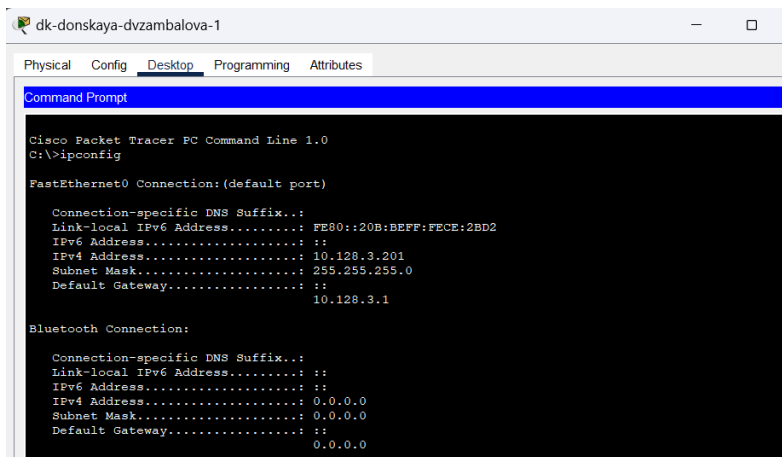 dk-donskaya-dvzambalova-1
Physical Config Desktop Programming Attributes
Command Prompt
Cisco Packet Tracer PC Command Line 1.0
C:\>ipconfig
FastEthernet0 Connection:(default port)
Connection-specific DNS Suffix..:
Link-local IPv6 Address.........: FE80::20B:BEFF:FECE:2BD2
IPv6 Address....................: ::
IPv4 Address....................: 10.128.3.201
Subnet Mask.....................: 255.255.255.0
Default Gateway.................: ::
10.128.3.1
Bluetooth Connection:
Connection-specific DNS Suffix..:
Link-local IPv6 Address.........: ::
IPv6 Address....................: ::
IPv4 Address....................: 0.0.0.0
Subnet Mask.....................: 0.0.0.0
Default Gateway.................: ::
0.0.0.0